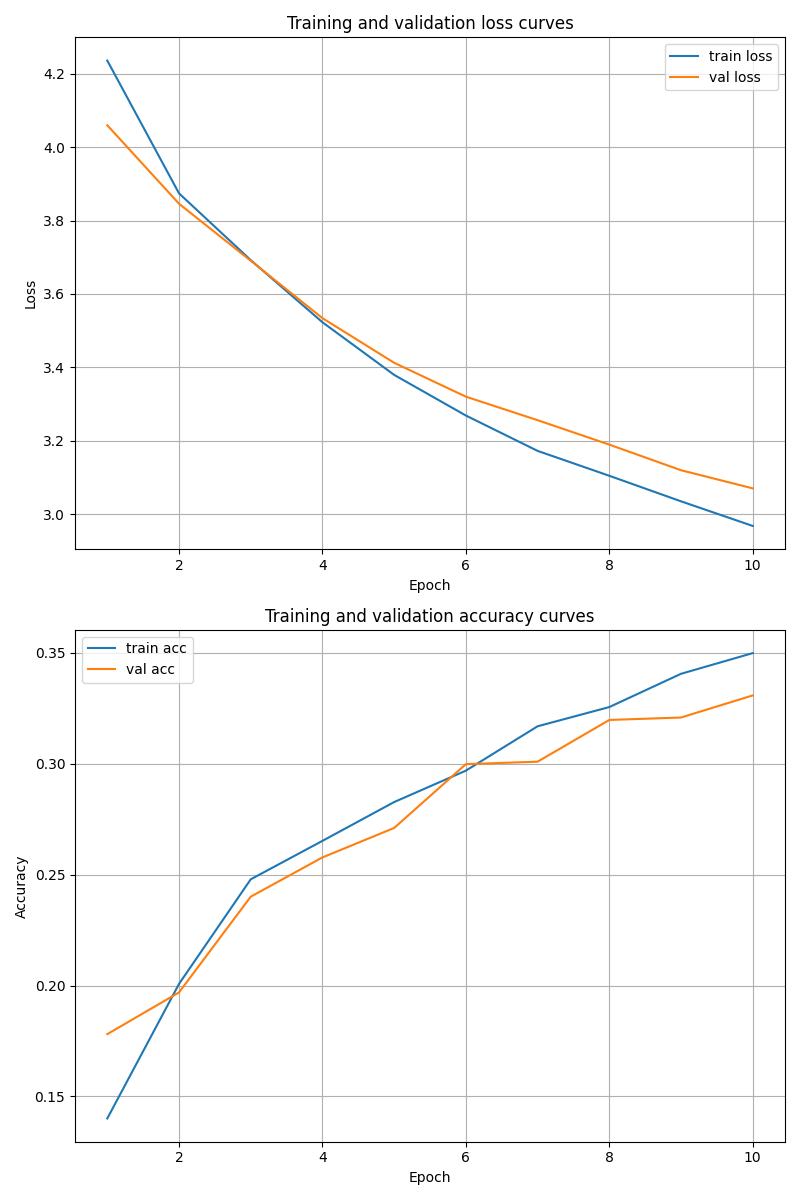 Training and validation loss curves
train loss
val loss
4.2
4.0
3.8
3.6
3.4
3.2
3.0
Loss
2 4 6 8 10
Epoch
Training and validation accuracy curves
train acc
val acc
0.35
0.30
0.25
0.20
0.15
Accuracy
2 4 6 8 10
Epoch